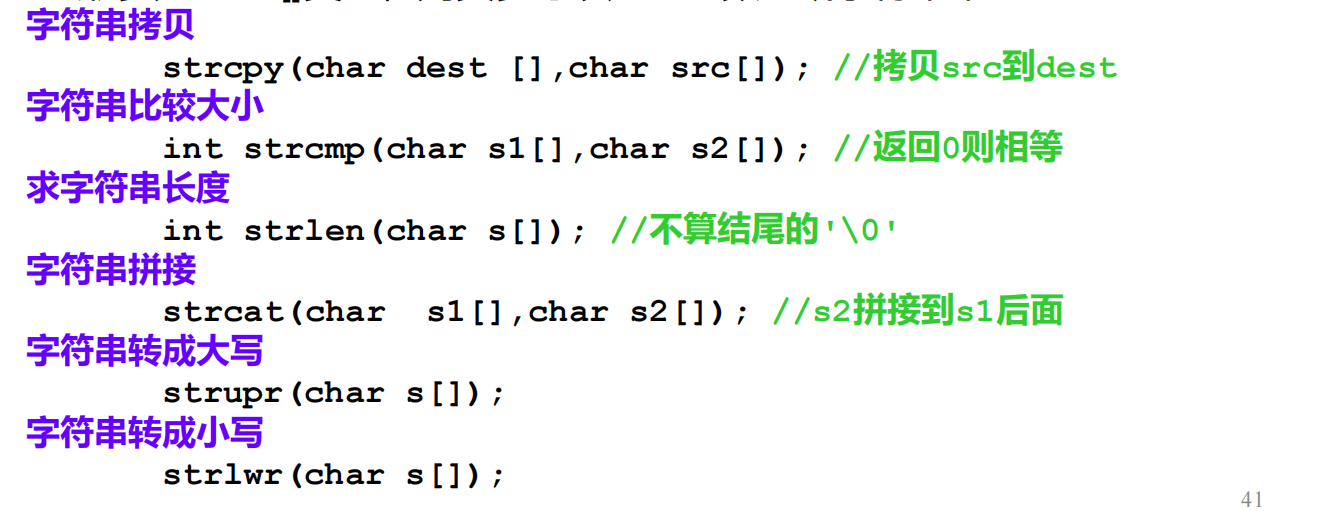 字符串拷贝
strcpy(char dest [],char src[]); //拷贝src到dest
字符串比较大小
int strcmp(char s1[],char s2[]); //返回0则相等
求字符串长度
int strlen(char s[]); //不算结尾的'\0'
字符串拼接
strcat(char  s1[],char s2[]); //s2拼接到s1后面
字符串转成大写
strupr(char s[]);
字符串转成小写
strlwr(char s[]);
41